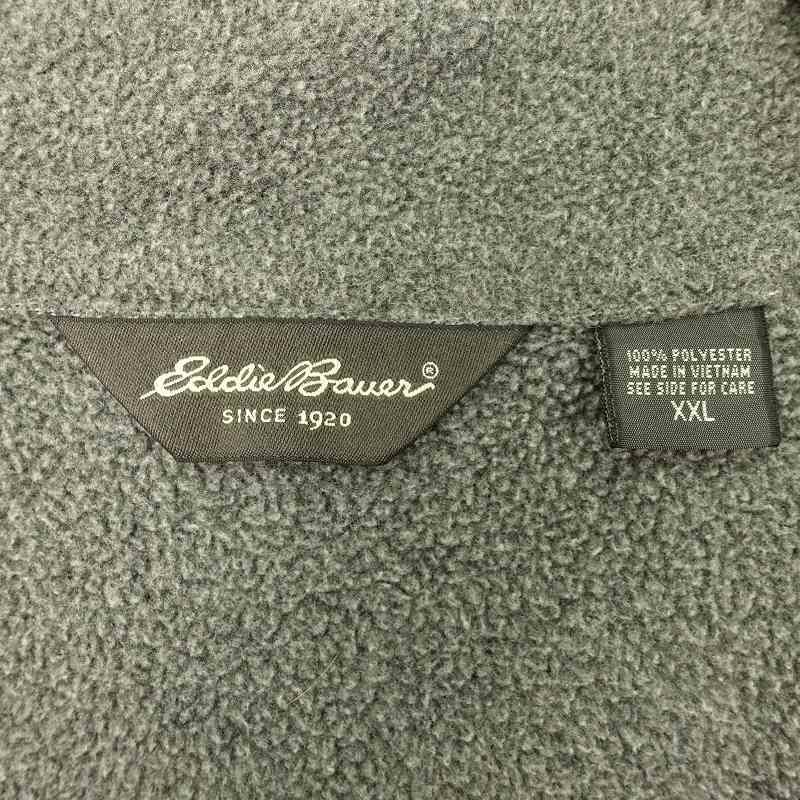 Eddie Bauer®
SINCE 1920
100% POLYESTER
MADE IN VIETNAM
SEE SIDE FOR CARE
XXL